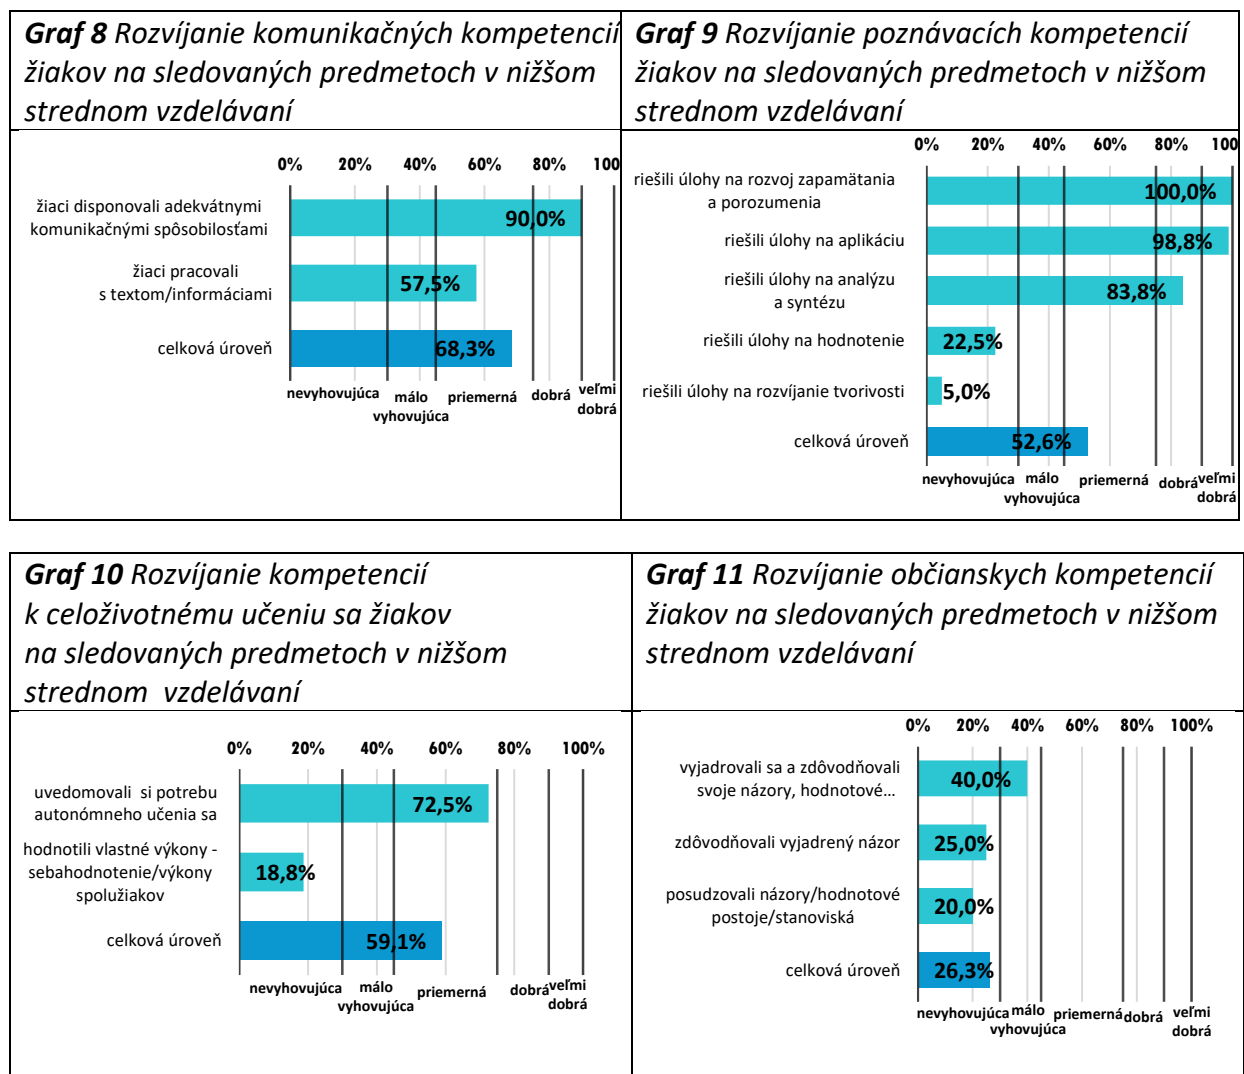 Graf 8 Rozvíjanie komunikačných kompetencií
žiakov na sledovaných predmetoch v nižšom
strednom vzdelávaní
0% 20% 40% 60% 80% 100
žiaci disponovali adekvátnymi
komunikačnými spôsobilosťami
90,0%
žiaci pracovali
s textom/informáciami
57,5%
celková úroveň
68,3%
nevyhovujúca málo vyhovujúca priemerná dobrá veľmi dobrá
Graf 9 Rozvíjanie poznávacích kompetencií
žiakov na sledovaných predmetoch v nižšom
strednom vzdelávaní
0% 20% 40% 60% 80% 100
riešili úlohy na rozvoj zapamätania
a porozumenia
100,0%
riešili úlohy na aplikáciu
98,8%
riešili úlohy na analýzu
a syntézu
83,8%
riešili úlohy na hodnotenie
22,5%
riešili úlohy na rozvíjanie tvorivosti
5,0%
celková úroveň
52,6%
nevyhovujúca málo vyhovujúca priemerná dobrá veľmi dobrá
Graf 10 Rozvíjanie kompetencií
k celoživotnému učeniu sa žiakov
na sledovaných predmetoch v nižšom
strednom vzdelávaní
0% 20% 40% 60% 80% 100%
uvedomovali si potrebu
autonómneho učenia sa
72,5%
hodnotili vlastné výkony -
sebahodnotenie/výkony
spolužiakov
18,8%
celková úroveň
59,1%
nevyhovujúca málo vyhovujúca priemerná dobrá veľmi dobrá
Graf 11 Rozvíjanie občianskych kompetencií
žiakov na sledovaných predmetoch v nižšom
strednom vzdelávaní
0% 20% 40% 60% 80% 100%
vyjadrovali sa a zdôvodňovali
svoje názory, hodnotové…
40,0%
zdôvodňovali vyjadrený názor
25,0%
posudzovali názory/hodnotové
postoje/stanoviská
20,0%
celková úroveň
26,3%
nevyhovujúca málo vyhovujúca priemerná dobrá veľmi dobrá